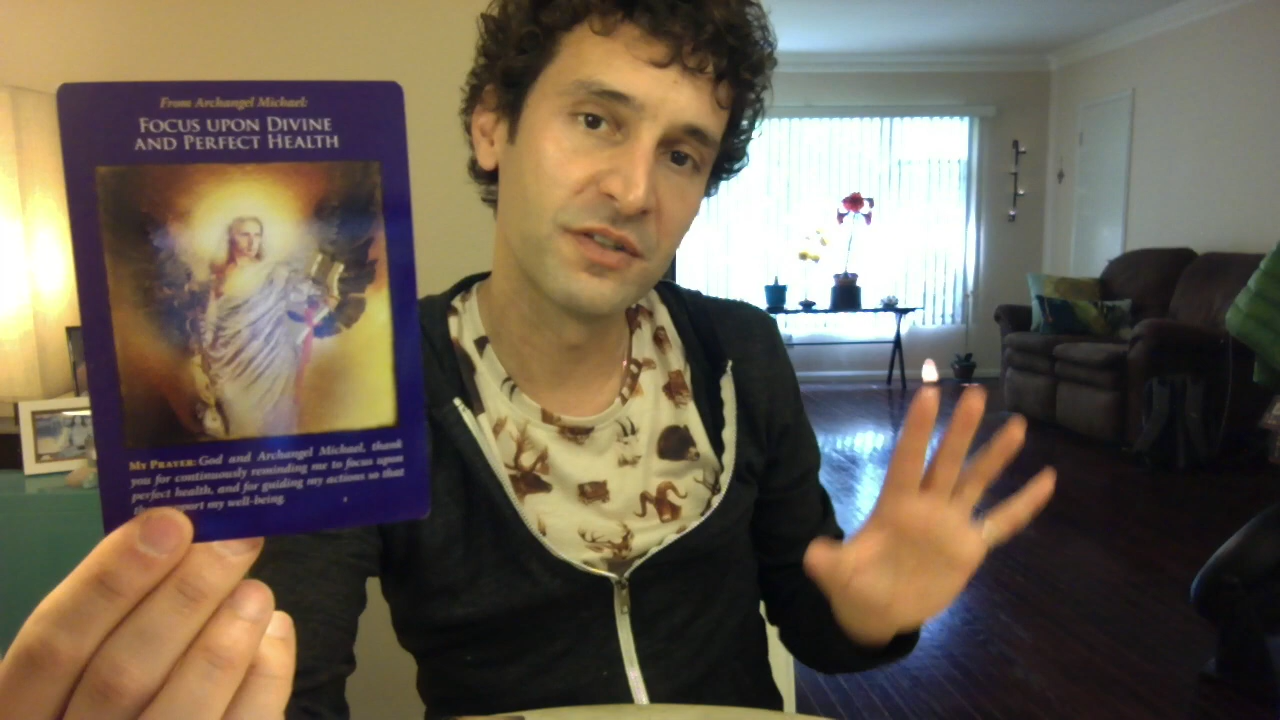 From Archangel Michael:
Focus upon Divine
and Perfect Health
My Prayer: God and Archangel Michael, thank
you for continuously reminding me to focus upon
perfect health, and for guiding my actions so that
my well-being.